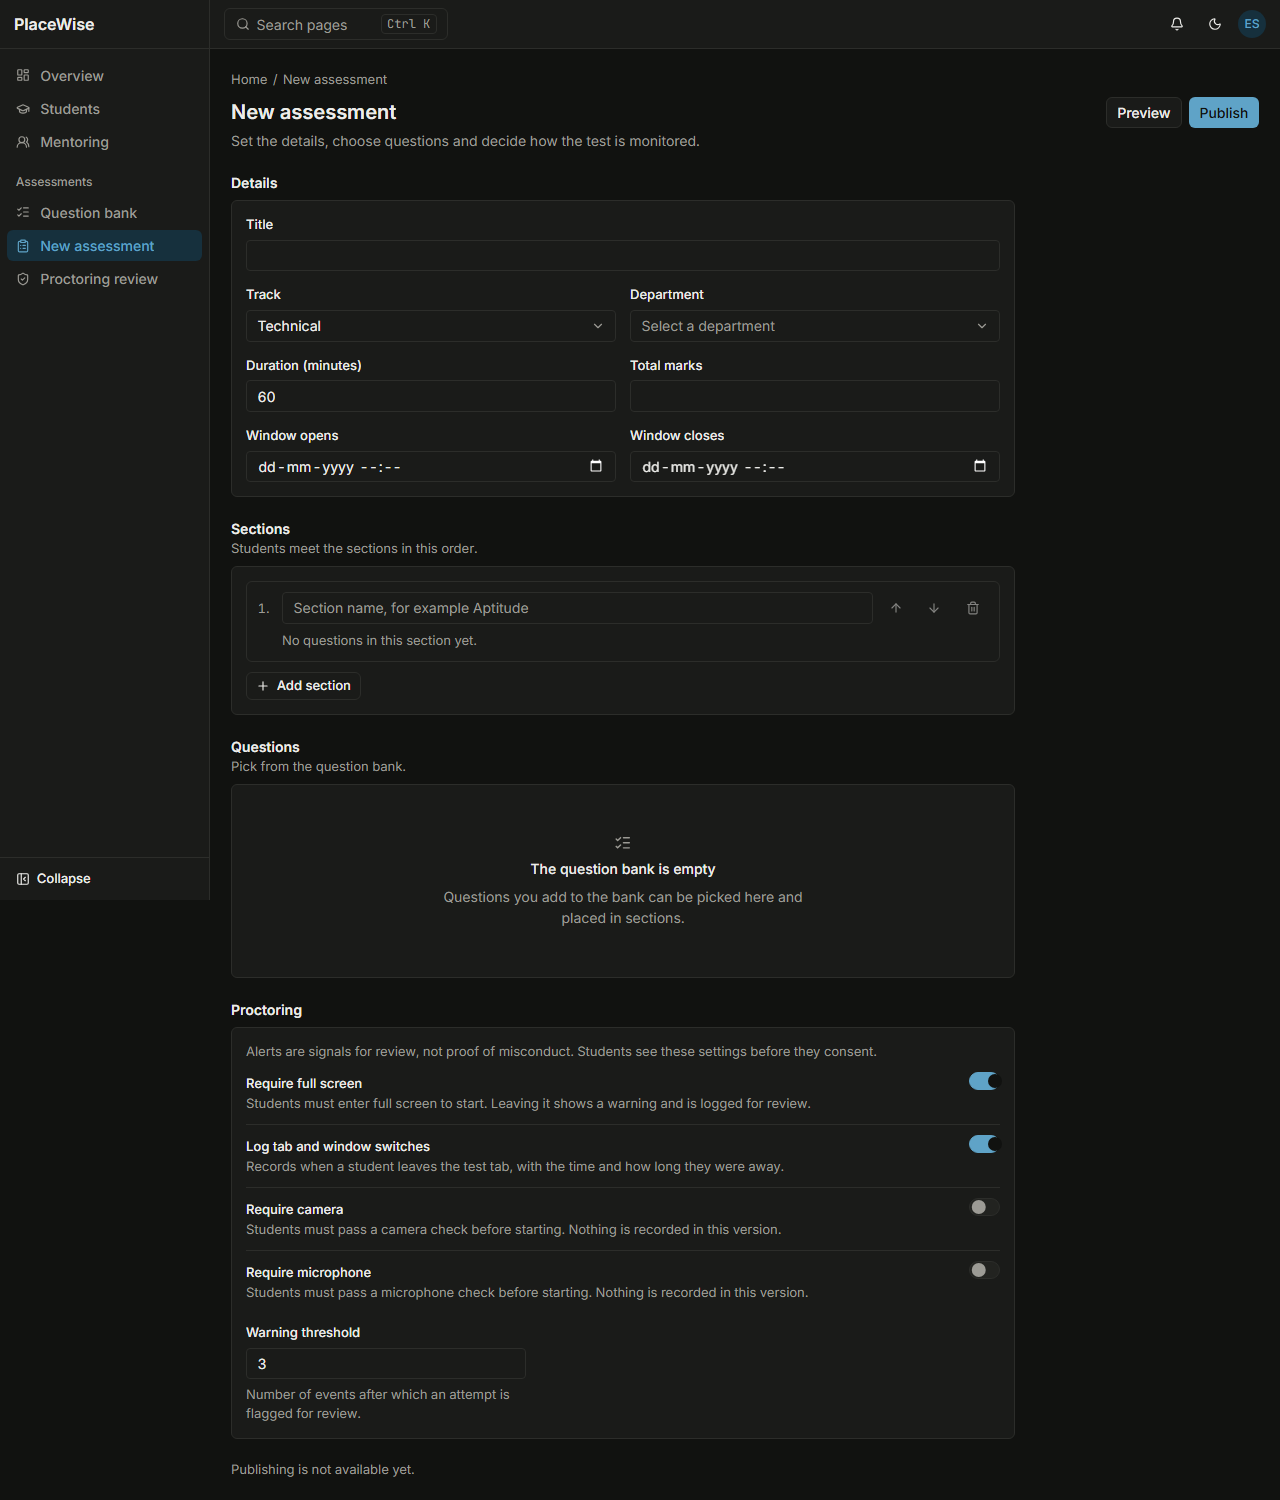 PlaceWise
Search pages
Ctrl K
ES
Overview
Students
Mentoring
Assessments
Question bank
New assessment
Proctoring review
Collapse
Home / New assessment
New assessment
Preview
Publish
Set the details, choose questions and decide how the test is monitored.
Details
Title
Track
Department
Technical
Select a department
Duration (minutes)
Total marks
60
Window opens
Window closes
dd-mm-yyyy --:--
dd-mm-yyyy --:--
Sections
Students meet the sections in this order.
1.
Section name, for example Aptitude
No questions in this section yet.
Add section
Questions
Pick from the question bank.
The question bank is empty
Questions you add to the bank can be picked here and
placed in sections.
Proctoring
Alerts are signals for review, not proof of misconduct. Students see these settings before they consent.
Require full screen
Students must enter full screen to start. Leaving it shows a warning and is logged for review.
Log tab and window switches
Records when a student leaves the test tab, with the time and how long they were away.
Require camera
Students must pass a camera check before starting. Nothing is recorded in this version.
Require microphone
Students must pass a microphone check before starting. Nothing is recorded in this version.
Warning threshold
3
Number of events after which an attempt is
flagged for review.
Publishing is not available yet.